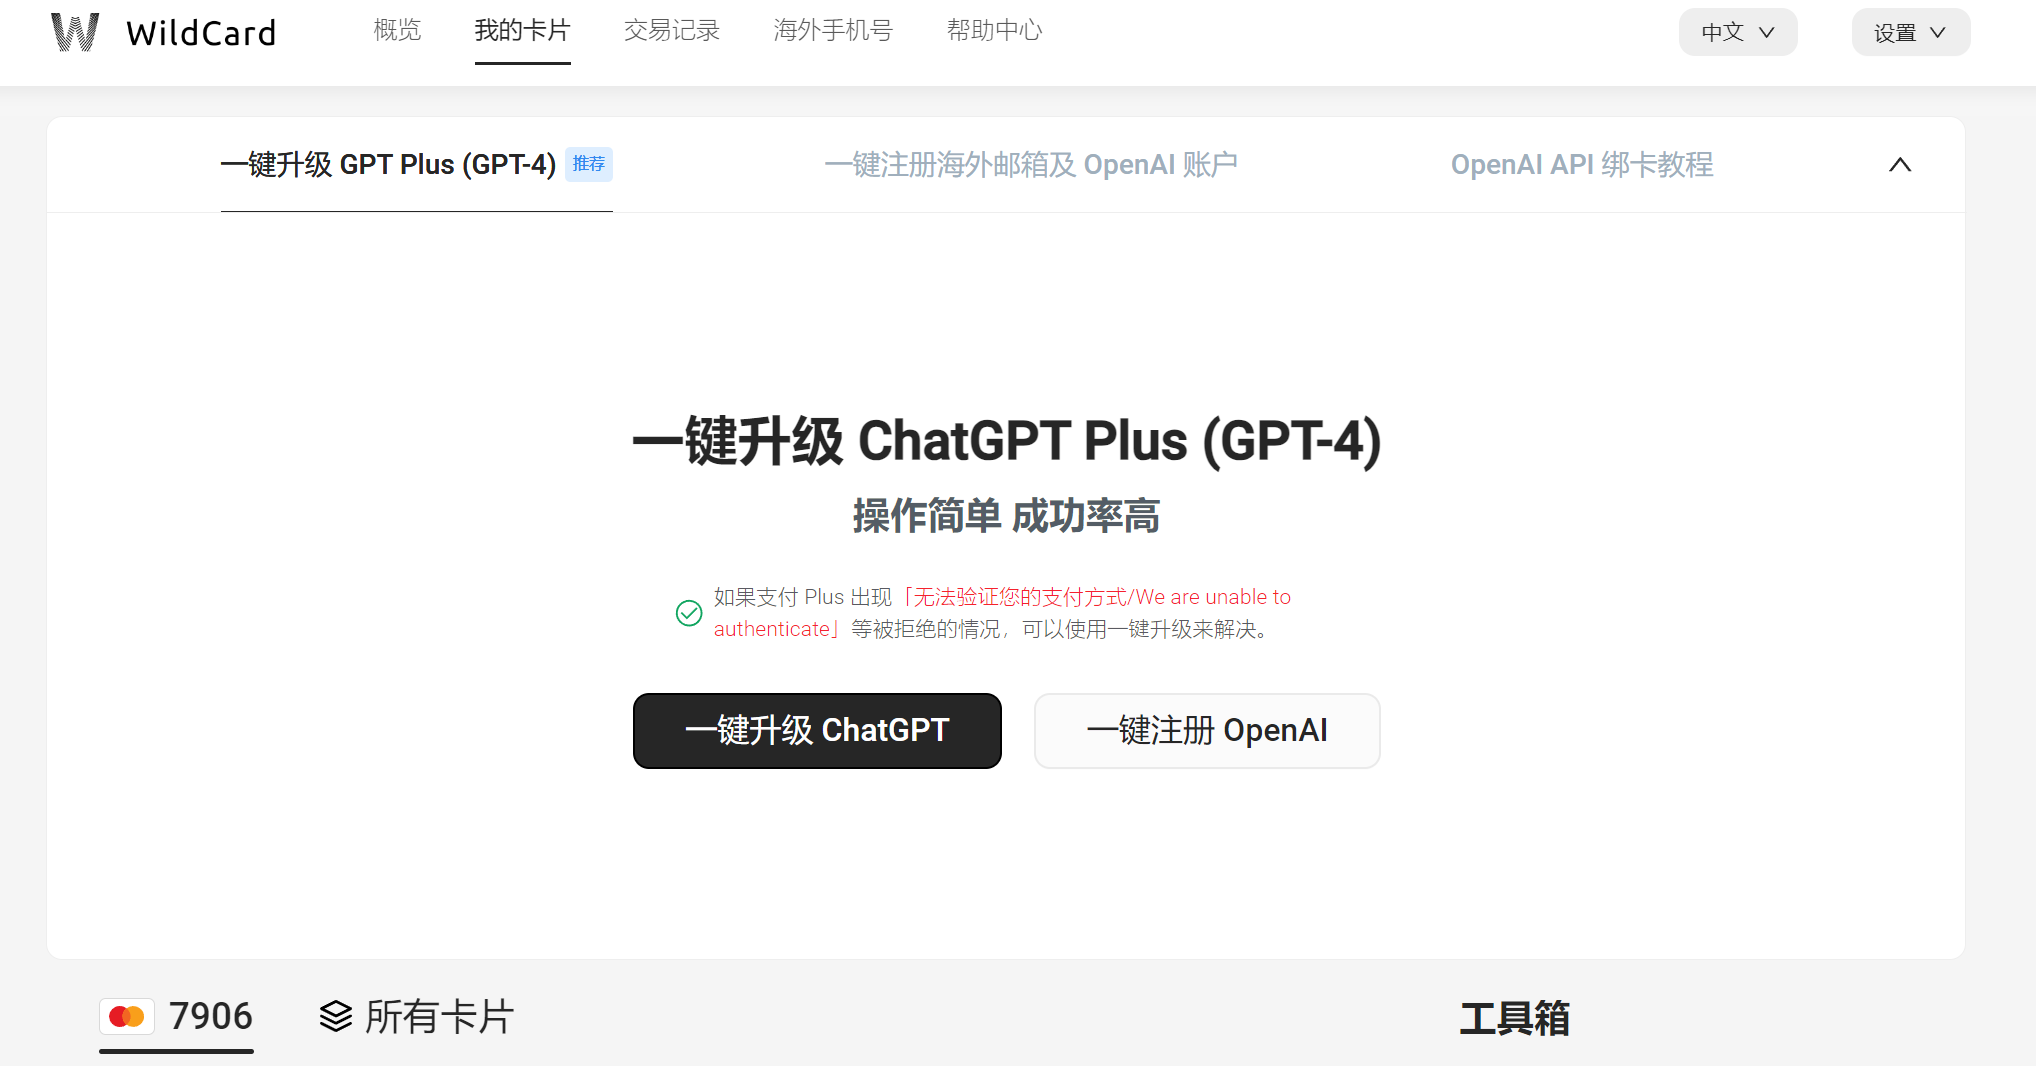 WildCard
概览
我的卡片
交易记录
海外手机号
帮助中心
中文
设置
一键升级 GPT Plus (GPT-4) 推荐
一键注册海外邮箱及 OpenAI 账户
OpenAI API 绑卡教程
一键升级 ChatGPT Plus (GPT-4)
操作简单 成功率高
如果支付 Plus 出现「无法验证您的支付方式/We are unable to
authenticate」等被拒绝的情况，可以使用一键升级来解决。
一键升级 ChatGPT
一键注册 OpenAI
7906
所有卡片
工具箱